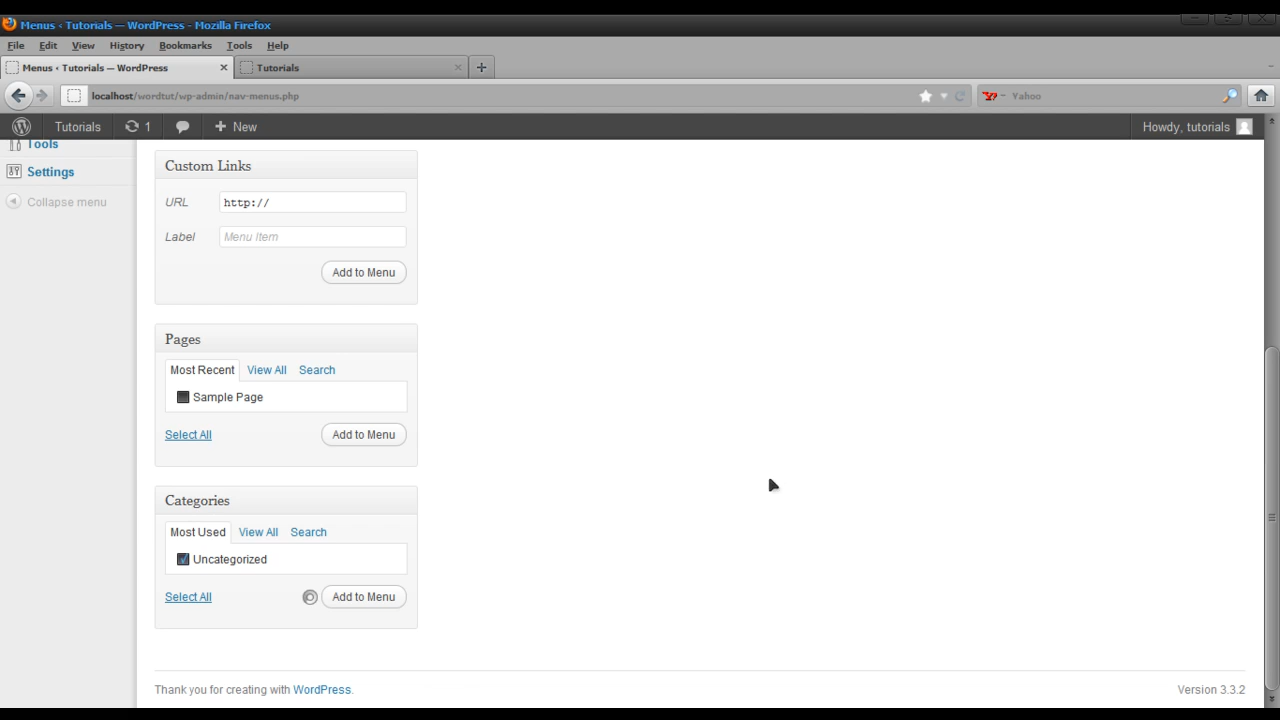 Menus ‹ Tutorials — WordPress - Mozilla Firefox
File Edit View History Bookmarks Tools Help
Menus ‹ Tutorials — WordPress Tutorials
localhost/wordtut/wp-admin/nav-menus.php Yahoo
Tutorials 1 New Howdy, tutorials
Tools
Settings
Collapse menu
Custom Links
URL http://
Label Menu Item
Add to Menu
Pages
Most Recent View All Search
Sample Page
Select All Add to Menu
Categories
Most Used View All Search
Uncategorized
Select All Add to Menu
Thank you for creating with WordPress. Version 3.3.2